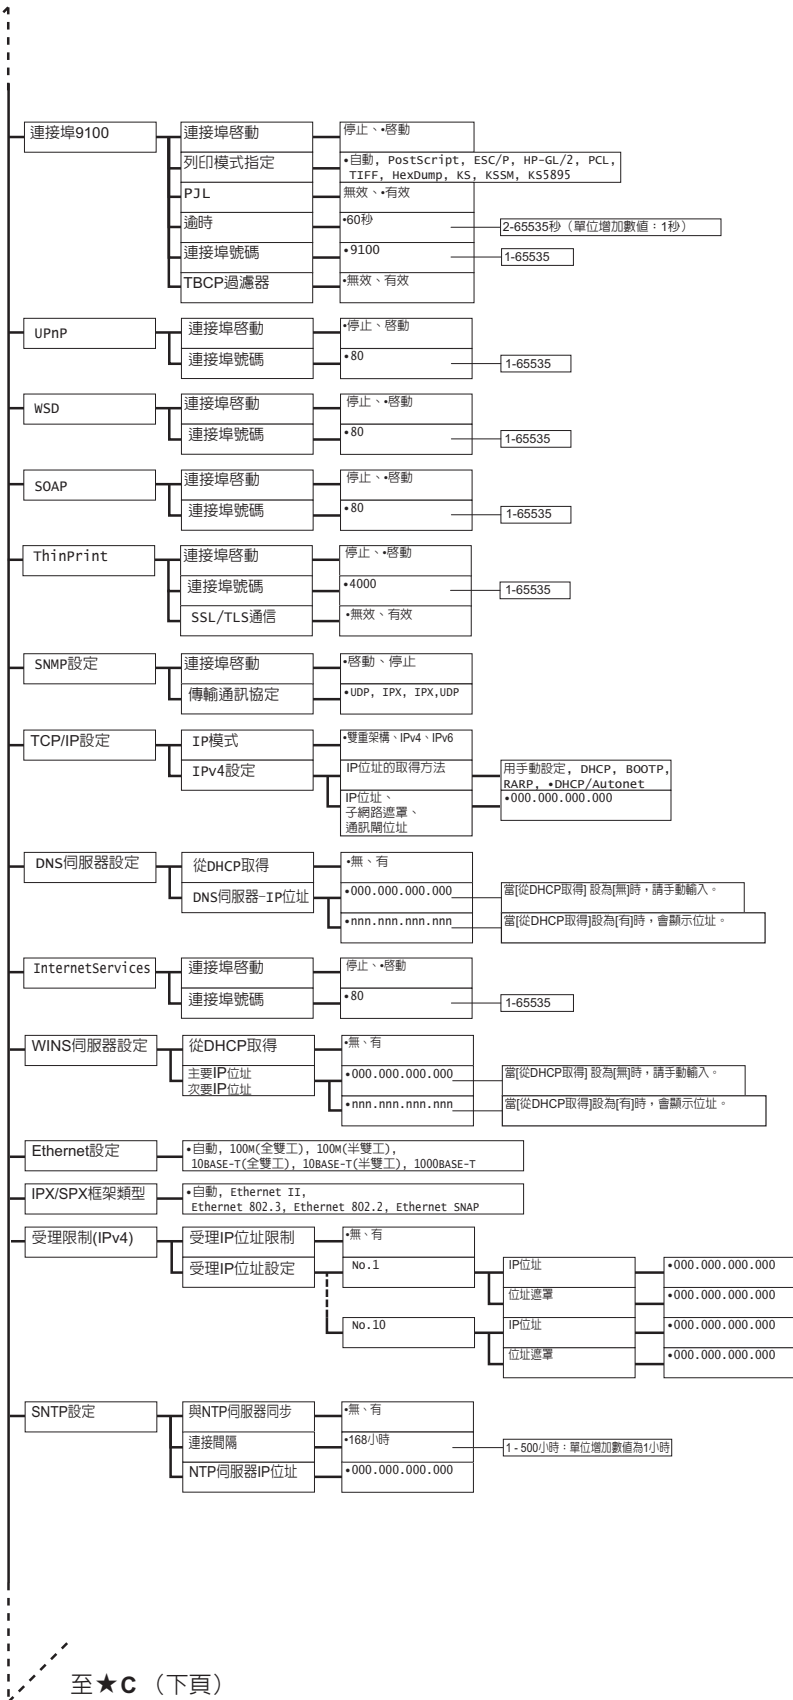 連接埠9100
連接埠啓動
停止、•啓動
列印模式指定
•自動, PostScript, ESC/P, HP-GL/2, PCL,
TIFF, HexDump, KS, KSSM, KS5895
PJL
無效、•有效
逾時
•60秒
2-65535秒（單位增加數值：1秒）
連接埠號碼
•9100
1-65535
TBCP過濾器
•無效、有效
UPnP
連接埠啓動
•停止、啓動
連接埠號碼
•80
1-65535
WSD
連接埠啓動
停止、•啓動
連接埠號碼
•80
1-65535
SOAP
連接埠啓動
停止、•啓動
連接埠號碼
•80
1-65535
ThinPrint
連接埠啓動
停止、•啓動
連接埠號碼
•4000
1-65535
SSL/TLS通信
•無效、有效
SNMP設定
連接埠啓動
•啓動、停止
傳輸通訊協定
•UDP, IPX, IPX,UDP
TCP/IP設定
IP模式
•雙重架構、IPv4、IPv6
IPv4設定
IP位址的取得方法
用手動設定, DHCP, BOOTP,
RARP, •DHCP/Autonet
IP位址、
子網路遮罩、
通訊閘位址
•000.000.000.000
DNS伺服器設定
從DHCP取得
•無、有
DNS伺服器-IP位址
•000.000.000.000
當[從DHCP取得] 設為[無]時，請手動輸入。
•nnn.nnn.nnn.nnn
當[從DHCP取得]設為[有]時，會顯示位址。
InternetServices
連接埠啓動
停止、•啓動
連接埠號碼
•80
1-65535
WINS伺服器設定
從DHCP取得
•無、有
主要IP位址
次要IP位址
•000.000.000.000
當[從DHCP取得] 設為[無]時，請手動輸入。
•nnn.nnn.nnn.nnn
當[從DHCP取得]設為[有]時，會顯示位址。
Ethernet設定
•自動, 100M(全雙工), 100M(半雙工),
10BASE-T(全雙工), 10BASE-T(半雙工), 1000BASE-T
IPX/SPX框架類型
•自動, Ethernet II,
Ethernet 802.3, Ethernet 802.2, Ethernet SNAP
受理限制(IPv4)
受理IP位址限制
•無、有
受理IP位址設定
No.1
IP位址
•000.000.000.000
位址遮罩
•000.000.000.000
No.10
IP位址
•000.000.000.000
位址遮罩
•000.000.000.000
SNTP設定
與NTP伺服器同步
•無、有
連接間隔
•168小時
1 - 500小時：單位增加數值為1小時
NTP伺服器IP位址
•000.000.000.000
至★C （下頁）